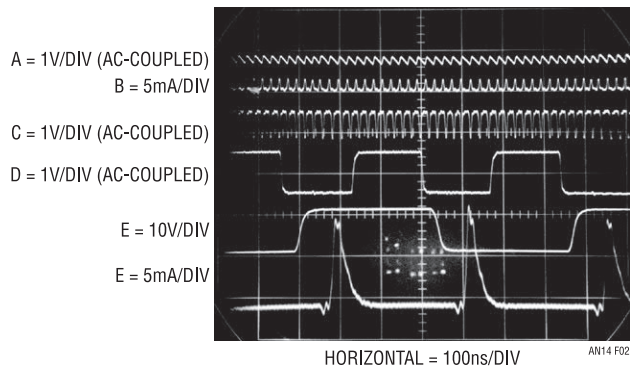 A = 1V/DIV (AC-COUPLED)
B = 5mA/DIV
C = 1V/DIV (AC-COUPLED)
D = 1V/DIV (AC-COUPLED)
E = 10V/DIV
E = 5mA/DIV
HORIZONTAL = 100ns/DIV
AN14 F02